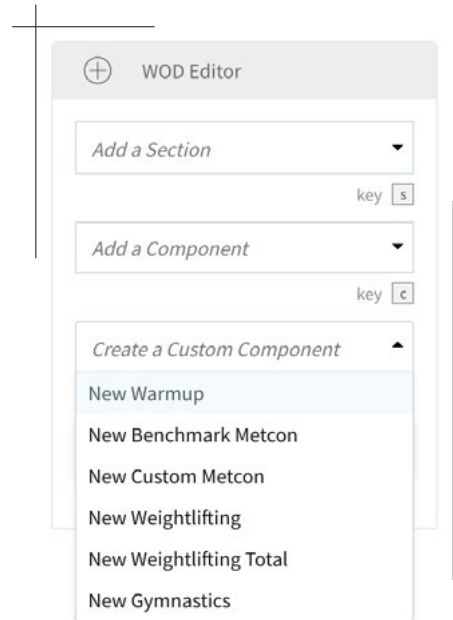 WOD Editor
Add a Section
key s
Add a Component
key c
Create a Custom Component
New Warmup
New Benchmark Metcon
New Custom Metcon
New Weightlifting
New Weightlifting Total
New Gymnastics